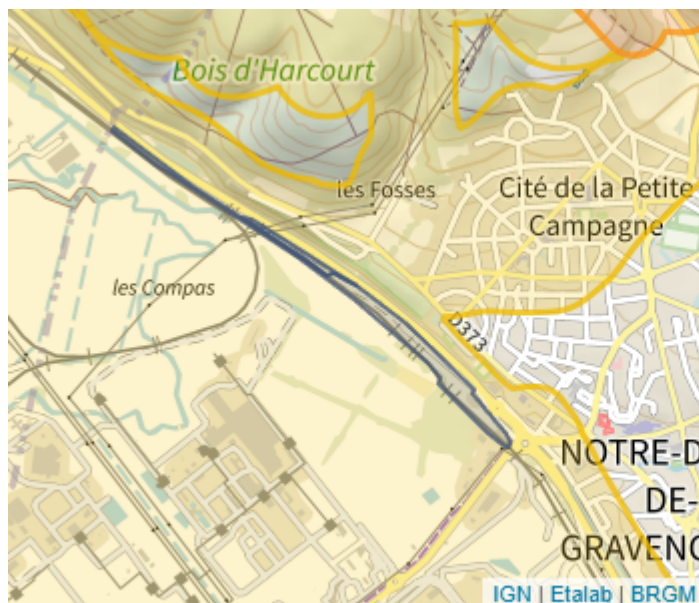 Bois d'Harcourt
les Fosses
Cité de la Petite
Campagne
les Compas
D373
NOTRE-D
DE-
GRAVENC
IGN | Etalab | BRGM